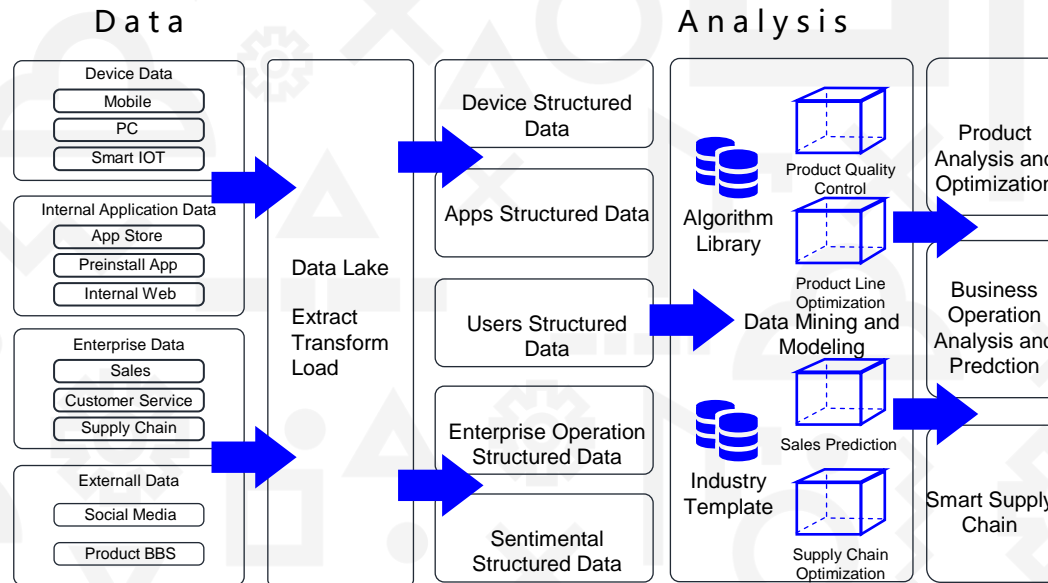 Data
Analysis
Device Data
Mobile
PC
Smart IOT
Internal Application Data
App Store
Preinstall App
Internal Web
Enterprise Data
Sales
Customer Service
Supply Chain
Externall Data
Social Media
Product BBS
Data Lake
Extract
Transform
Load
Device Structured
Data
Apps Structured Data
Users Structured
Data
Enterprise Operation
Structured Data
Sentimental
Structured Data
Algorithm
Library
Product Quality
Control
Product Line
Optimization
Data Mining and
Modeling
Industry
Template
Sales Prediction
Supply Chain
Optimization
Product
Analysis and
Optimization
Business
Operation
Analysis and
Predction
Smart Supply
Chain